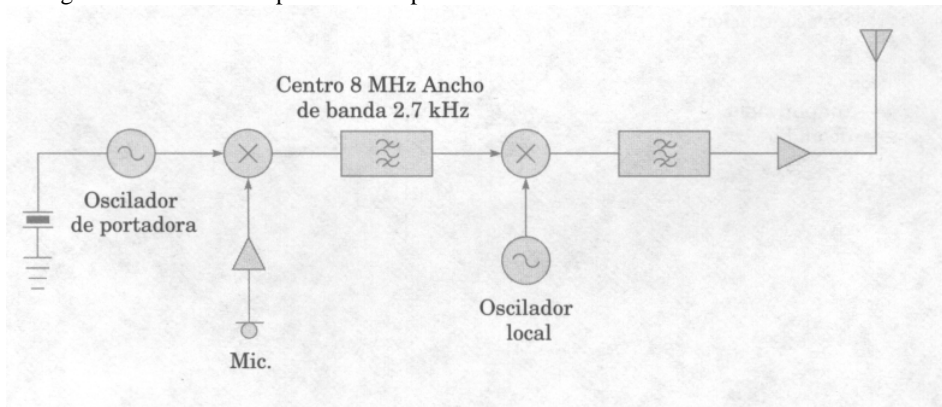 Centro 8 MHz Ancho
de banda 2.7 kHz
Oscilador
de portadora
Oscilador
local
Mic.